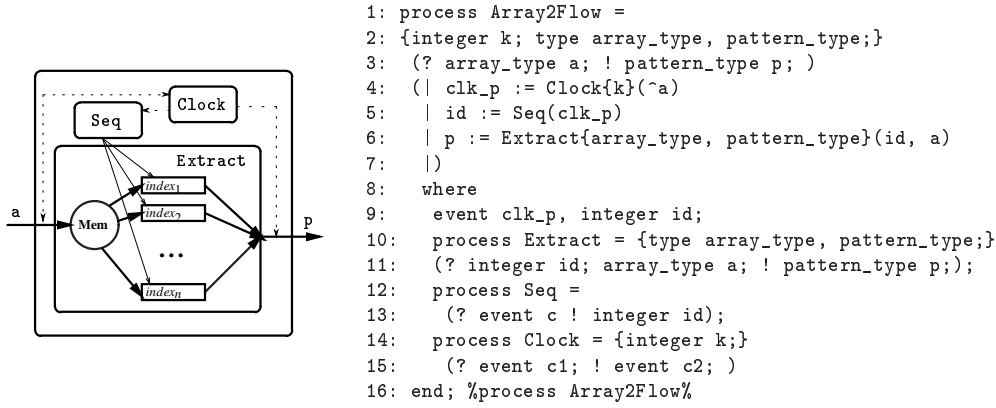 Clock
Seq
Extract
a
Mem
index1
index2
...
indexn
p
1: process Array2Flow =
2: {integer k; type array_type, pattern_type;}
3: (? array_type a; ! pattern_type p; )
4: (| clk_p := Clock{k}(^a)
5: | id := Seq(clk_p)
6: | p := Extract{array_type, pattern_type}(id, a)
7: |)
8: where
9: event clk_p, integer id;
10: process Extract = {type array_type, pattern_type;}
11: (? integer id; array_type a; ! pattern_type p;);
12: process Seq =
13: (? event c ! integer id);
14: process Clock = {integer k;}
15: (? event c1; ! event c2; )
16: end; %process Array2Flow%